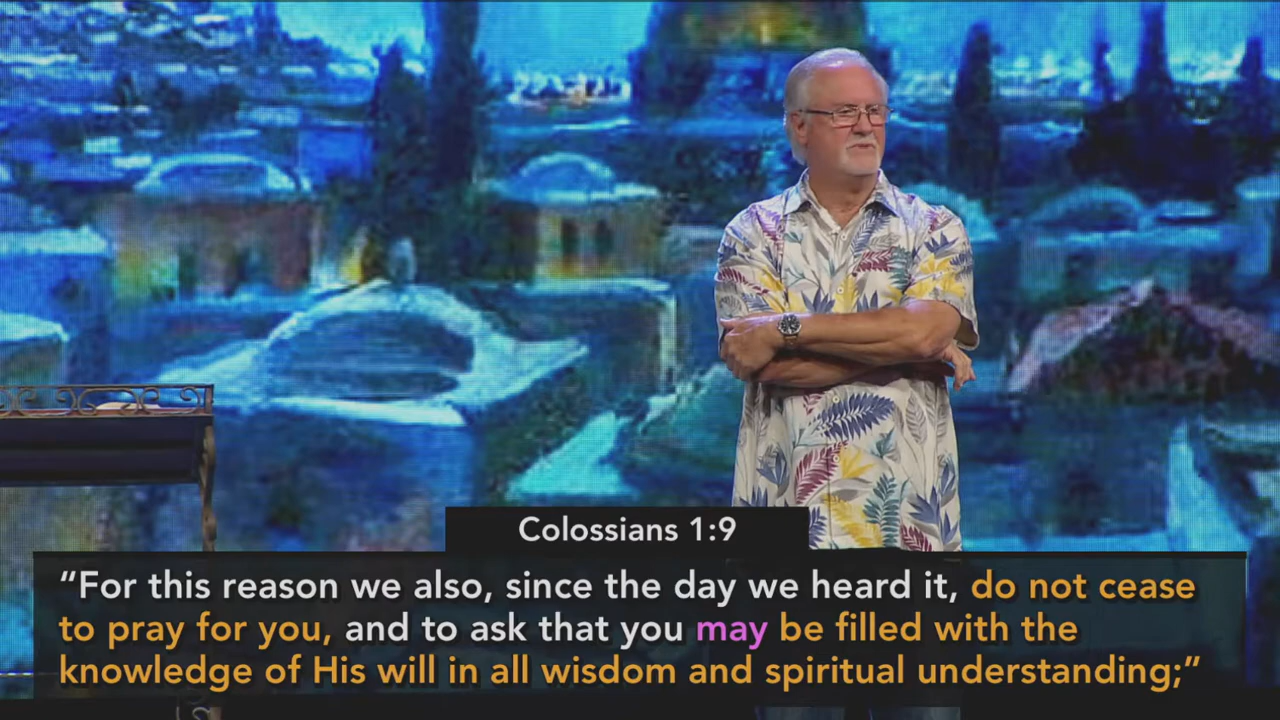 Colossians 1:9
“For this reason we also, since the day we heard it, do not cease
to pray for you, and to ask that you may be filled with the
knowledge of His will in all wisdom and spiritual understanding;”